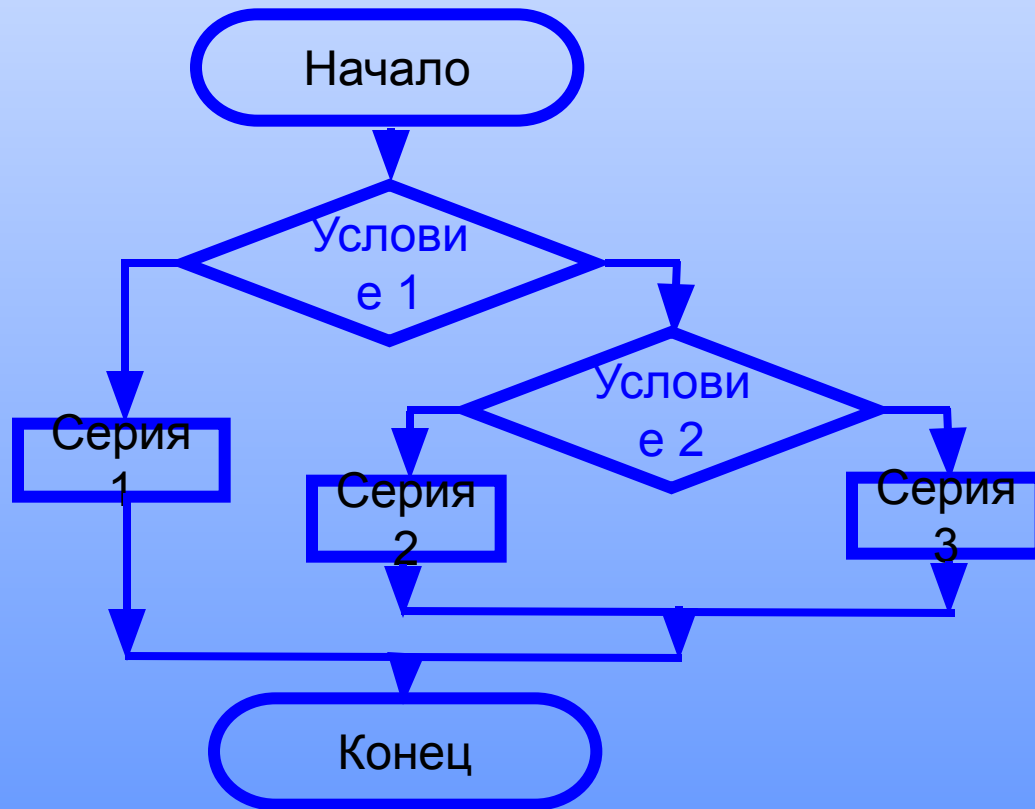 Начало
Услови
е 1
Услови
е 2
Серия
1
Серия
2
Серия
3
Конец